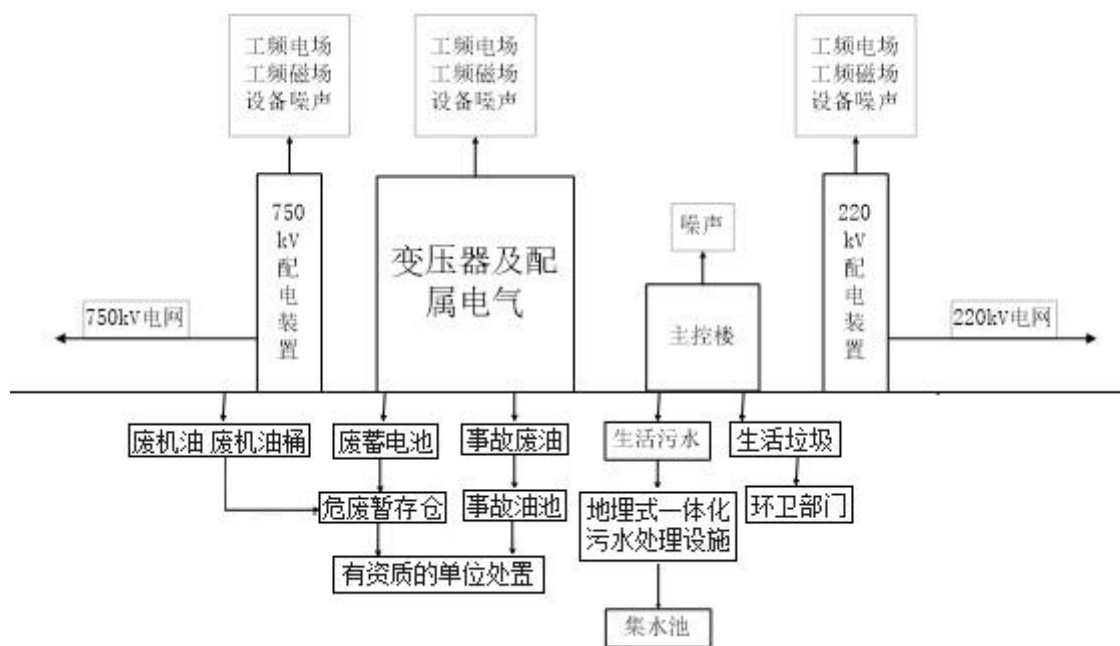 工频电场
工频磁场
设备噪声
工频电场
工频磁场
设备噪声
工频电场
工频磁场
设备噪声
750
kV
配
电
装
置
变压器及配
属电气
噪声
主控楼
220
kV
配
电
装
置
750kV电网
220kV电网
废机油 废机油桶
废蓄电池
事故废油
生活污水
生活垃圾
危废暂存仓
事故油池
地埋式一体化
污水处理设施
环卫部门
有资质的单位处置
集水池